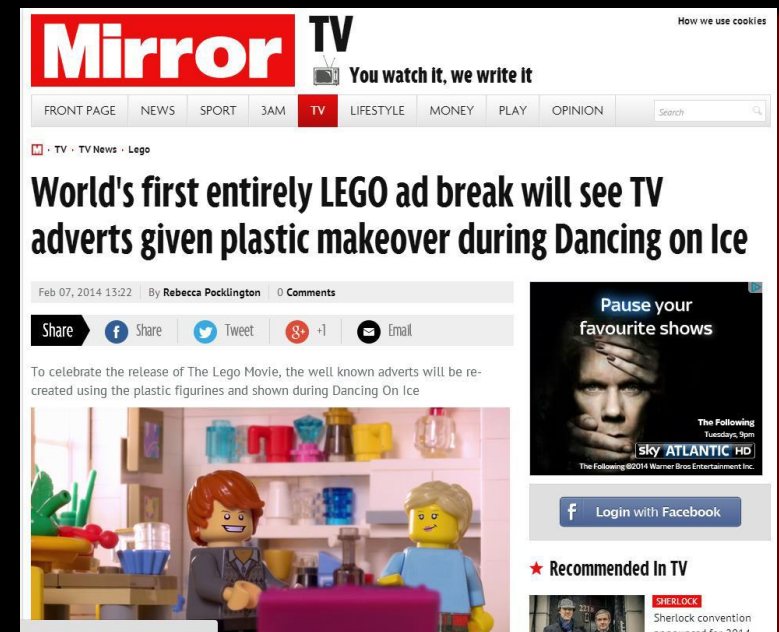 Mirror
TV
You watch it, we write it
How we use cookies
FRONT PAGE NEWS SPORT 3AM TV LIFESTYLE MONEY PLAY OPINION Search
M · TV · TV News · Lego
World's first entirely LEGO ad break will see TV
adverts given plastic makeover during Dancing on Ice
Feb 07, 2014 13:22 By Rebecca Pocklington 0 Comments
Share f Share Tweet 8+ +1 Email
To celebrate the release of The Lego Movie, the well known adverts will be re-
created using the plastic figurines and shown during Dancing On Ice
Pause your
favourite shows
The Following
Tuesdays, 9pm
sky ATLANTIC HD
The Following ©2014 Warner Bros Entertainment Inc.
f Login with Facebook
Recommended In TV
221B
SHERLOCK
Sherlock convention
announced for 2014